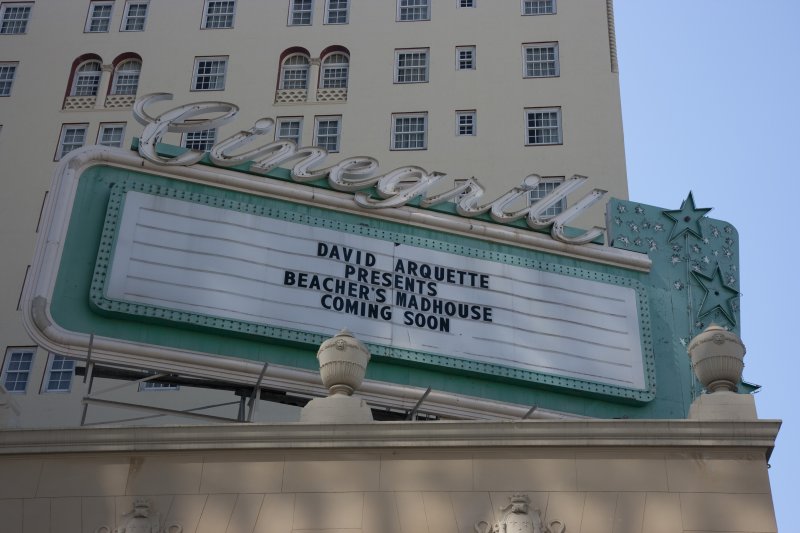 Cinegrill
DAVID ARQUETTE
PRESENTS
BEACHER'S MADHOUSE
COMING SOON